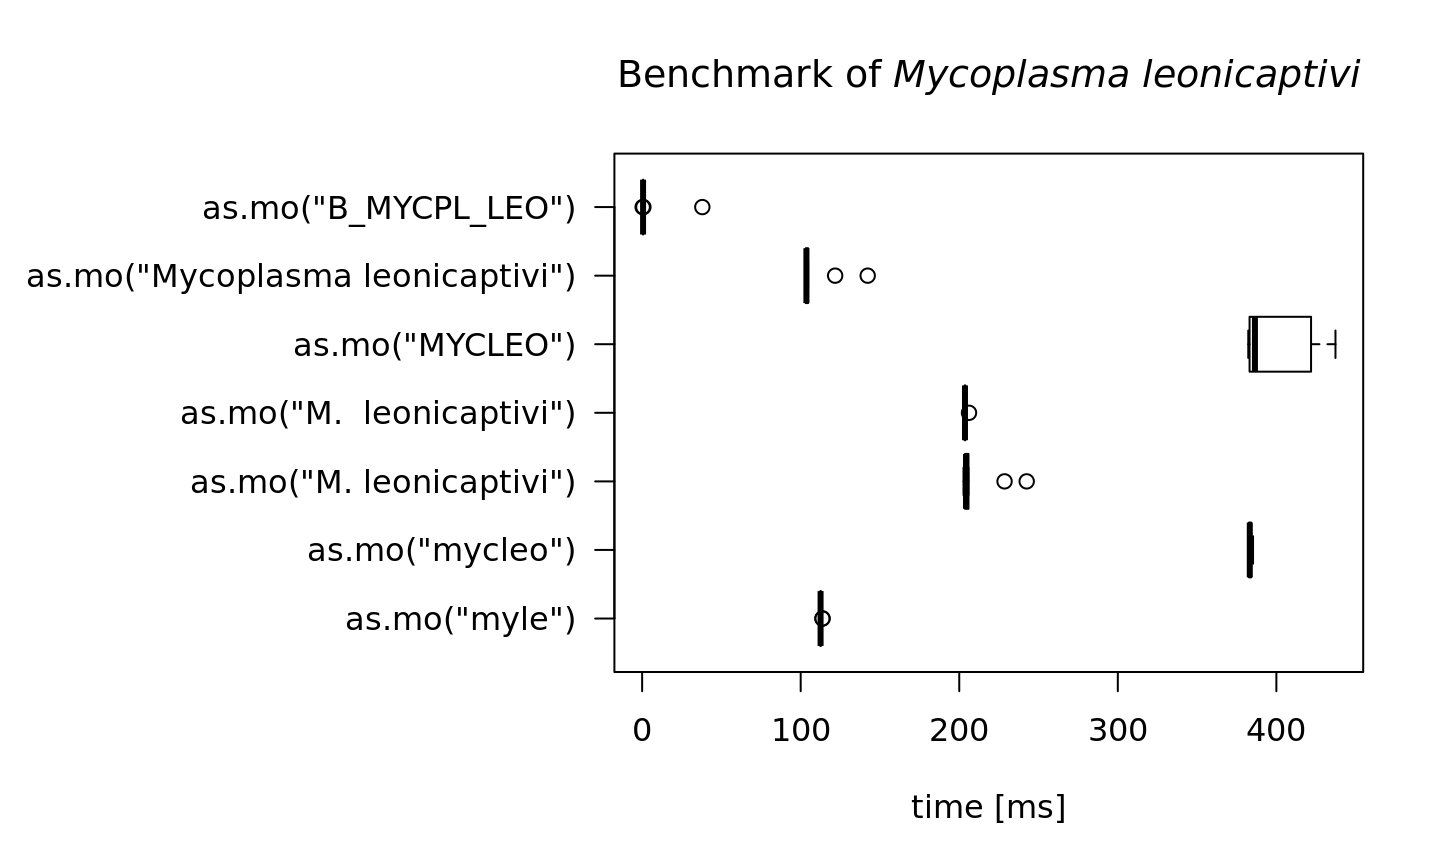 Benchmark of Mycoplasma leonicaptivi
as.mo("B_MYCPL_LEO")
as.mo("Mycoplasma leonicaptivi")
as.mo("MYCLEO")
as.mo("M.  leonicaptivi")
as.mo("M. leonicaptivi")
as.mo("mycleo")
as.mo("myle")
0 100 200 300 400
time [ms]